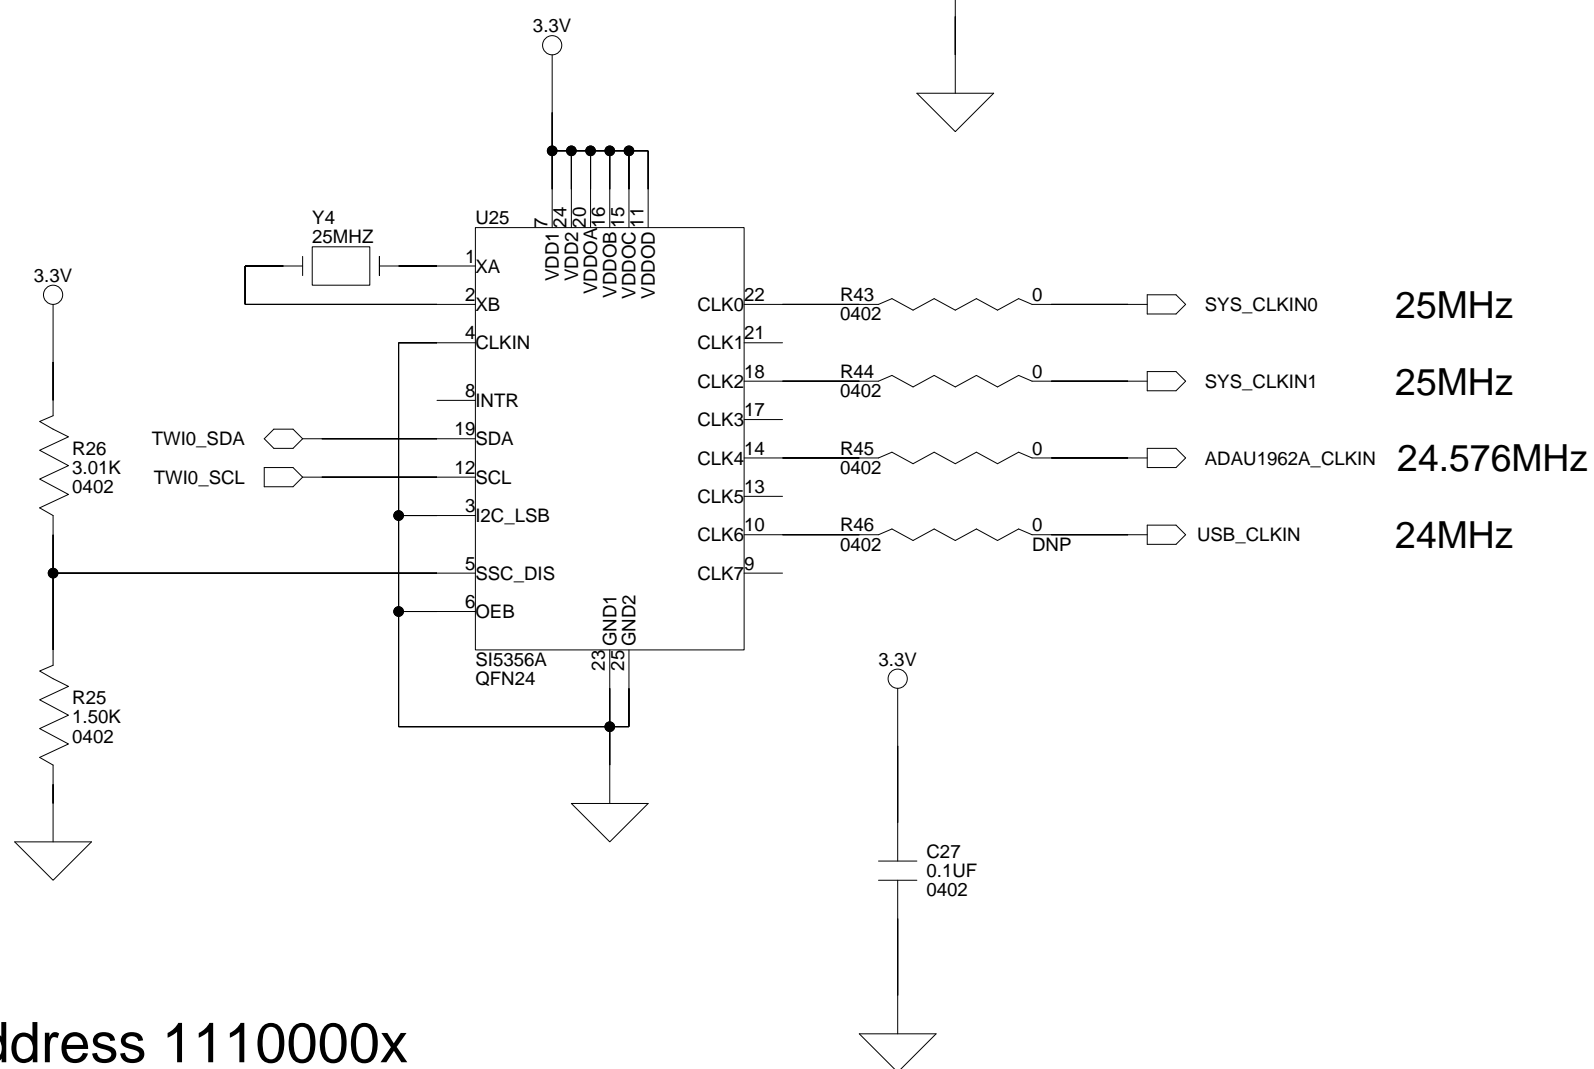 3.3V
Y4
25MHZ
U25
7
24
20
16
15
11
VDD1
VDD2
VDDOA
VDDOB
VDDOC
VDDOD
3.3V
1
XA
2
XB
4
CLKIN
8
INTR
TWI0_SDA
19
SDA
TWI0_SCL
12
SCL
3
I2C_LSB
5
SSC_DIS
6
OEB
R26
3.01K
0402
R25
1.50K
0402
CLK0
22
R43
0402
0
SYS_CLKIN0
25MHz
CLK1
21
CLK2
18
R44
0402
0
SYS_CLKIN1
25MHz
CLK3
17
CLK4
14
R45
0402
0
ADAU1962A_CLKIN
24.576MHz
CLK5
13
CLK6
10
R46
0402
0
DNP
USB_CLKIN
24MHz
CLK7
9
GND1
GND2
23
25
SI5356A
QFN24
3.3V
C27
0.1UF
0402
ddress 1110000x